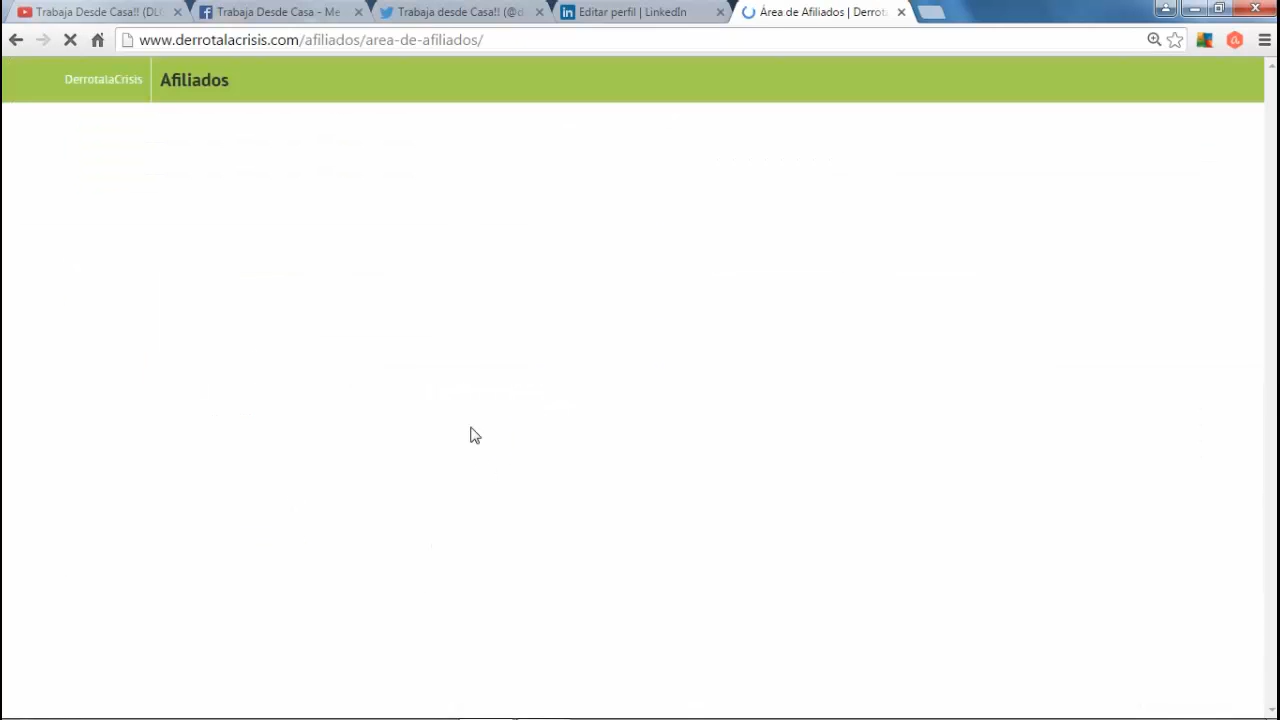 Trabaja Desde Casa!! (DLC
Trabaja Desde Casa - Me
Trabaja desde Casa!! (@d
Editar perfil | LinkedIn
Área de Afiliados | Derrot
www.derrotalacrisis.com/afiliados/area-de-afiliados/
DerrotalaCrisis
Afiliados